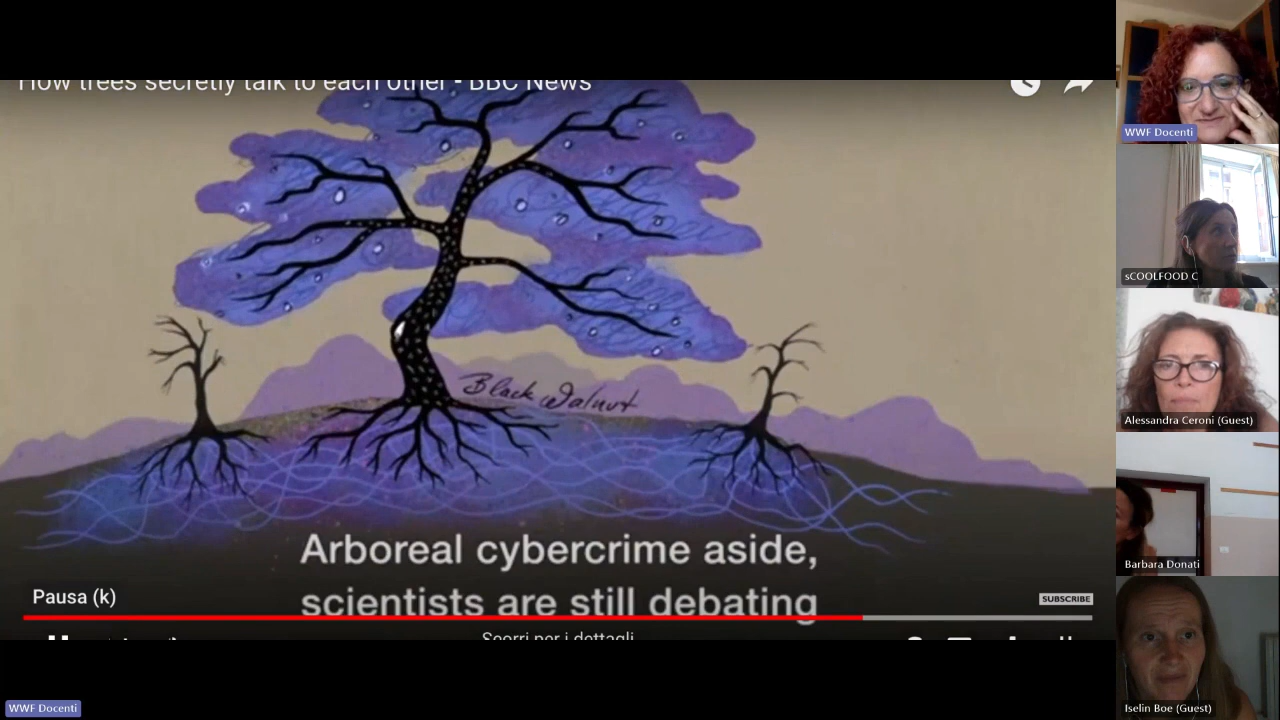 How trees secretly talk to each other - BBC News
Black Walnut
Arboreal cybercrime aside,
scientists are still debating
Pausa (k)
SUBSCRIBE
Scorri per i dettagli
WWF Docenti
WWF Docenti
sCOOLFOOD C
Alessandra Ceroni (Guest)
Barbara Donati
Iselin Boe (Guest)